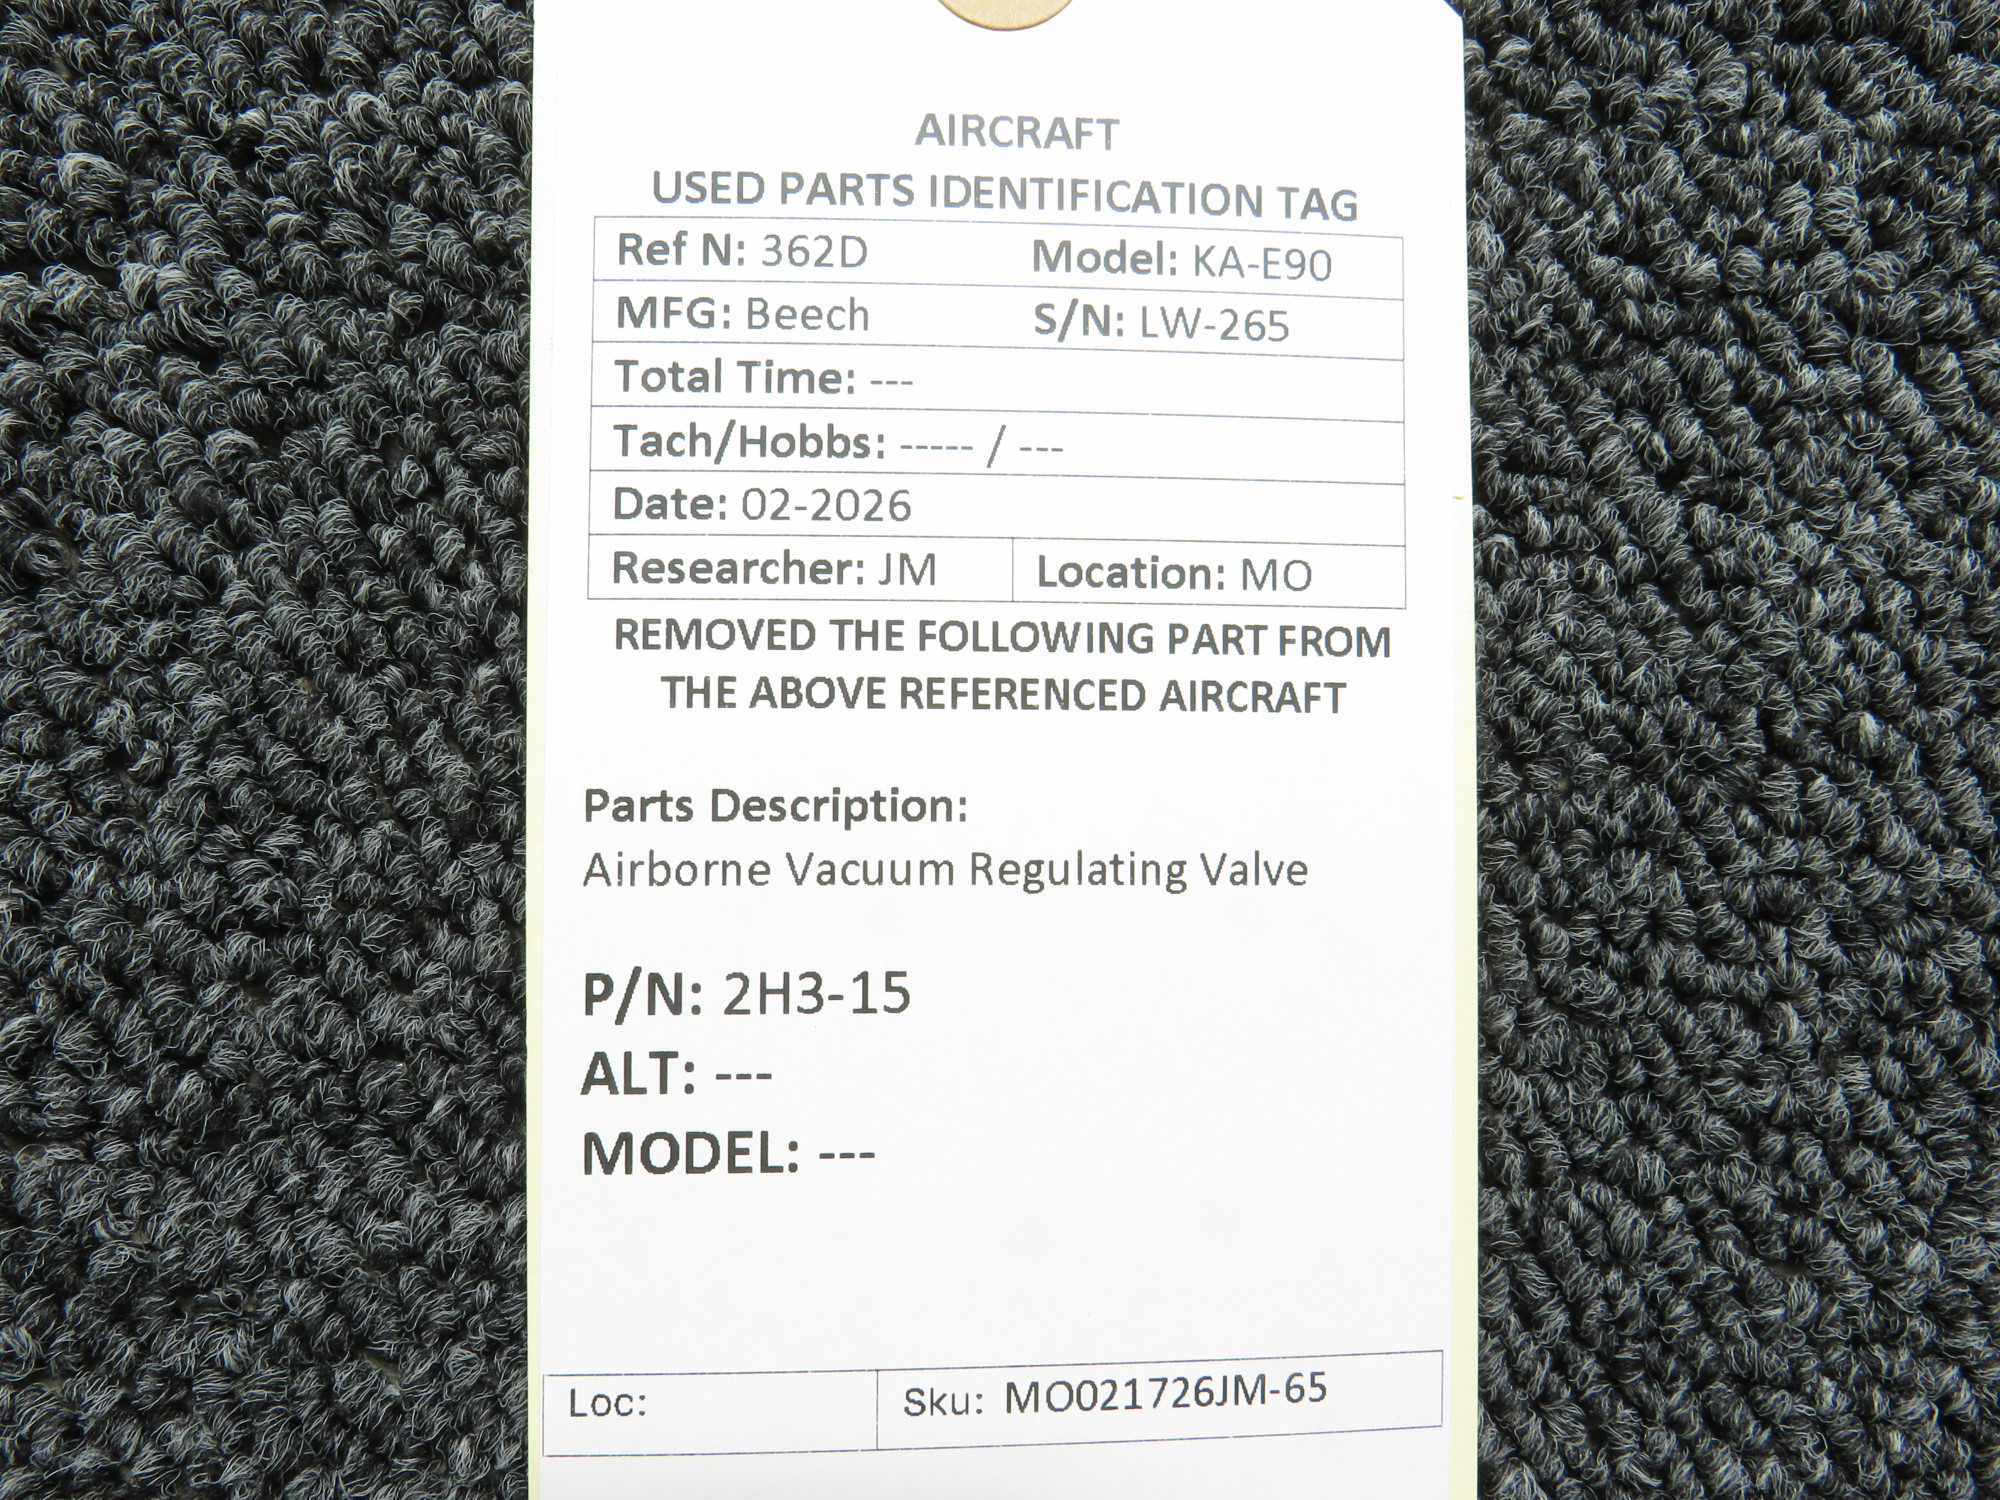 AIRCRAFT
USED PARTS IDENTIFICATION TAG
Ref N: 362D Model: KA-E90
MFG: Beech S/N: LW-265
Total Time: ---
Tach/Hobbs: ----- / ---
Date: 02-2026
Researcher: JM Location: MO
REMOVED THE FOLLOWING PART FROM
THE ABOVE REFERENCED AIRCRAFT
Parts Description:
Airborne Vacuum Regulating Valve
P/N: 2H3-15
ALT: ---
MODEL: ---
Loc: Sku: MO021726JM-65